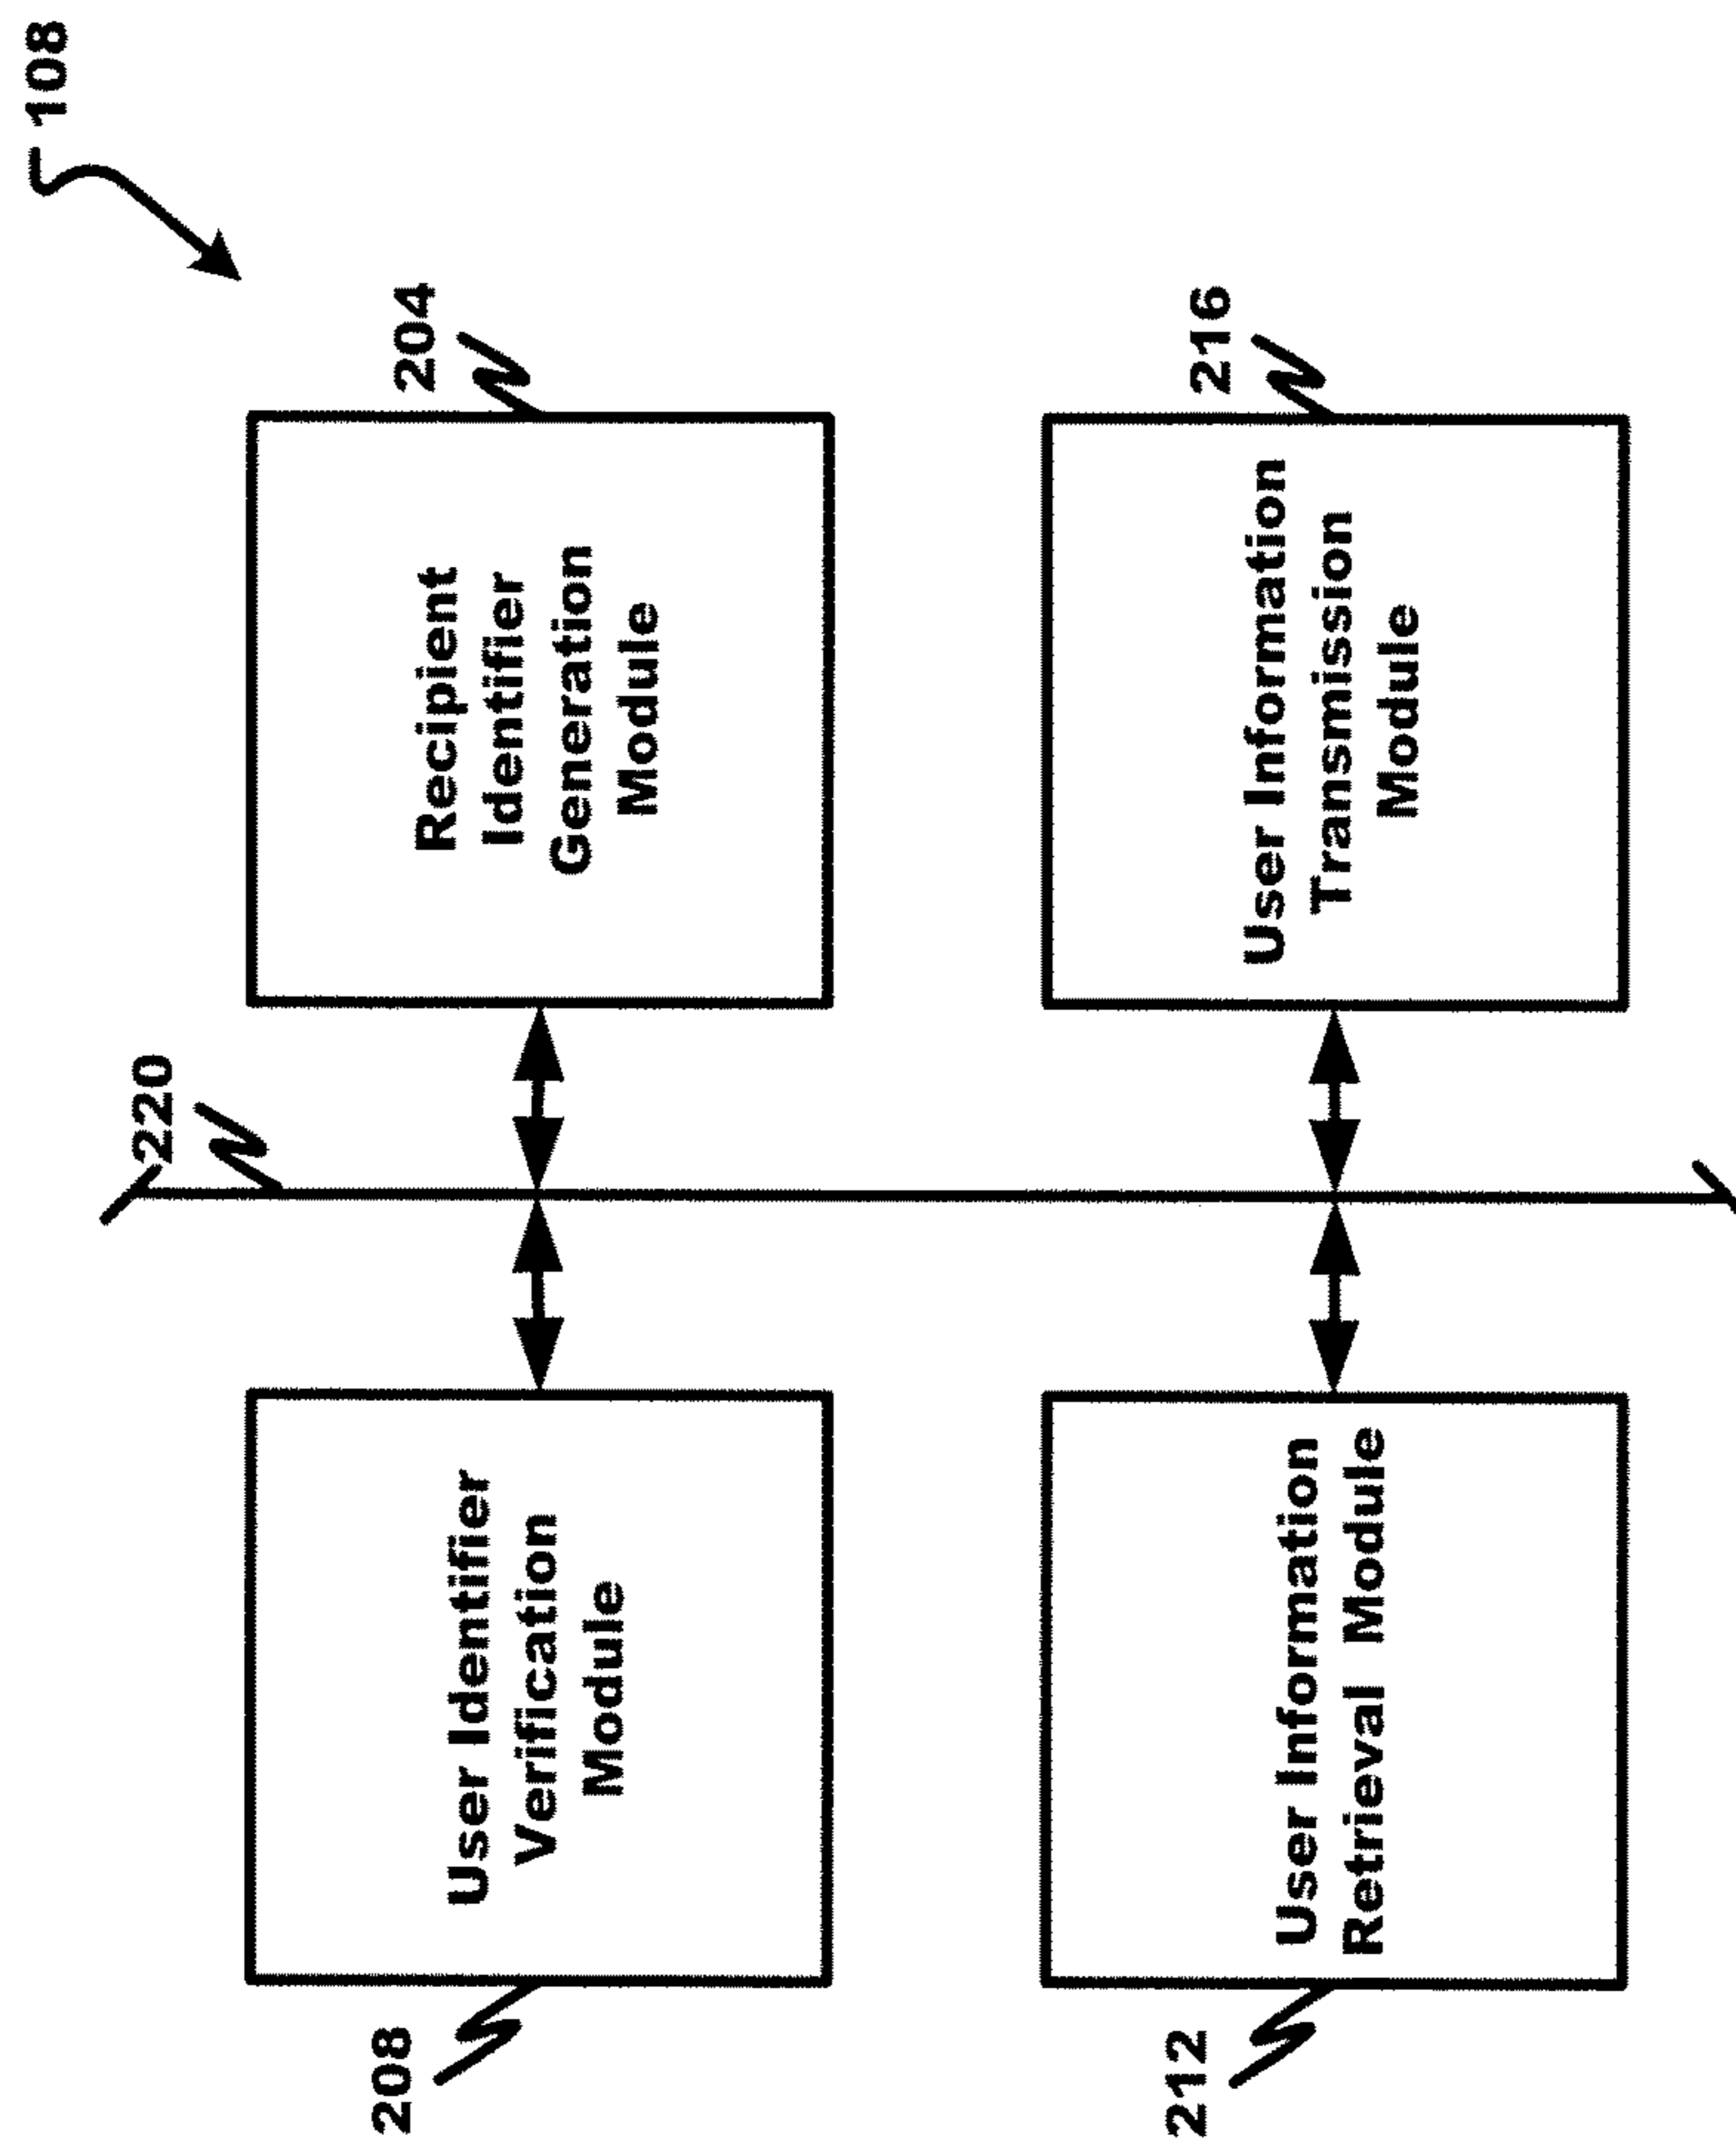 108
220
208
User Identifier
Verification
Module
204
Recipient
Identifier
Generation
Module
212
User Information
Retrieval Module
216
User Information
Transmission
Module